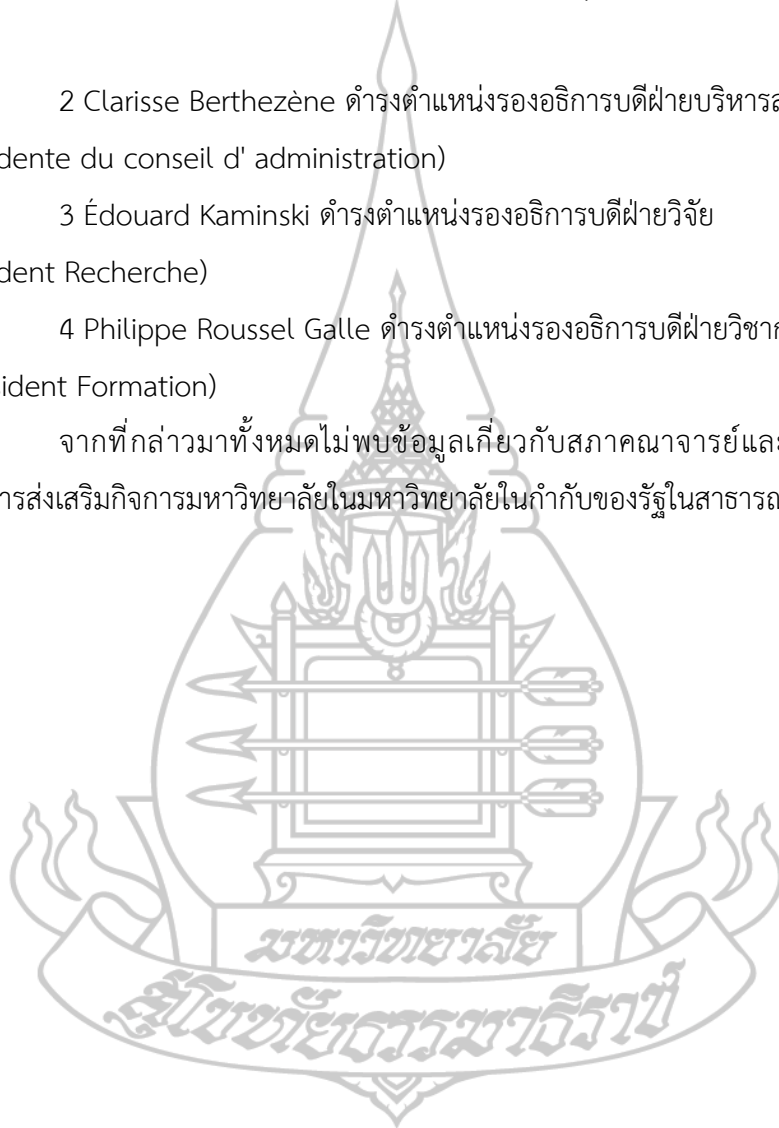 2 Clarisse Berthezène ดำรงตำแหน่งรองอธิการบดีฝ่ายบริหารส
dente du conseil d' administration)
3 Édouard Kaminski ดำรงตำแหน่งรองอธิการบดีฝ่ายวิจัย
dent Recherche)
4 Philippe Roussel Galle ดำรงตำแหน่งรองอธิการบดีฝ่ายวิชาก
sident Formation)
จากที่กล่าวมาทั้งหมดไม่พบข้อมูลเกี่ยวกับสภาคณาจารย์และ
ารส่งเสริมกิจการมหาวิทยาลัยในมหาวิทยาลัยในกำกับของรัฐในสาธารณ
มหาวิทยาลัย
สุโขทัยธรรมาธิราช